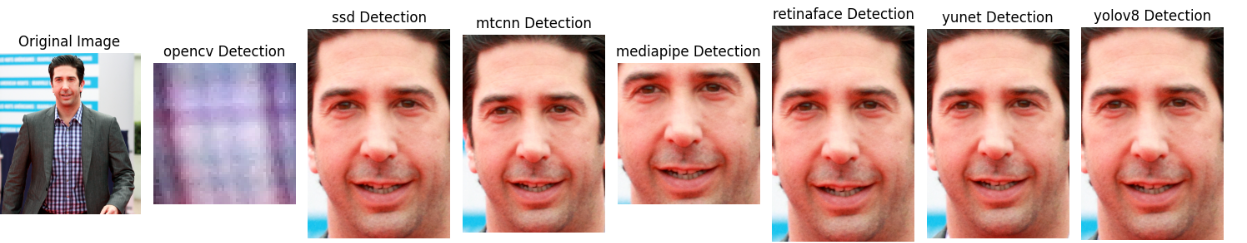 Original Image
opencv Detection
ssd Detection
mtcnn Detection
mediapipe Detection
retinaface Detection
yunet Detection
yolov8 Detection